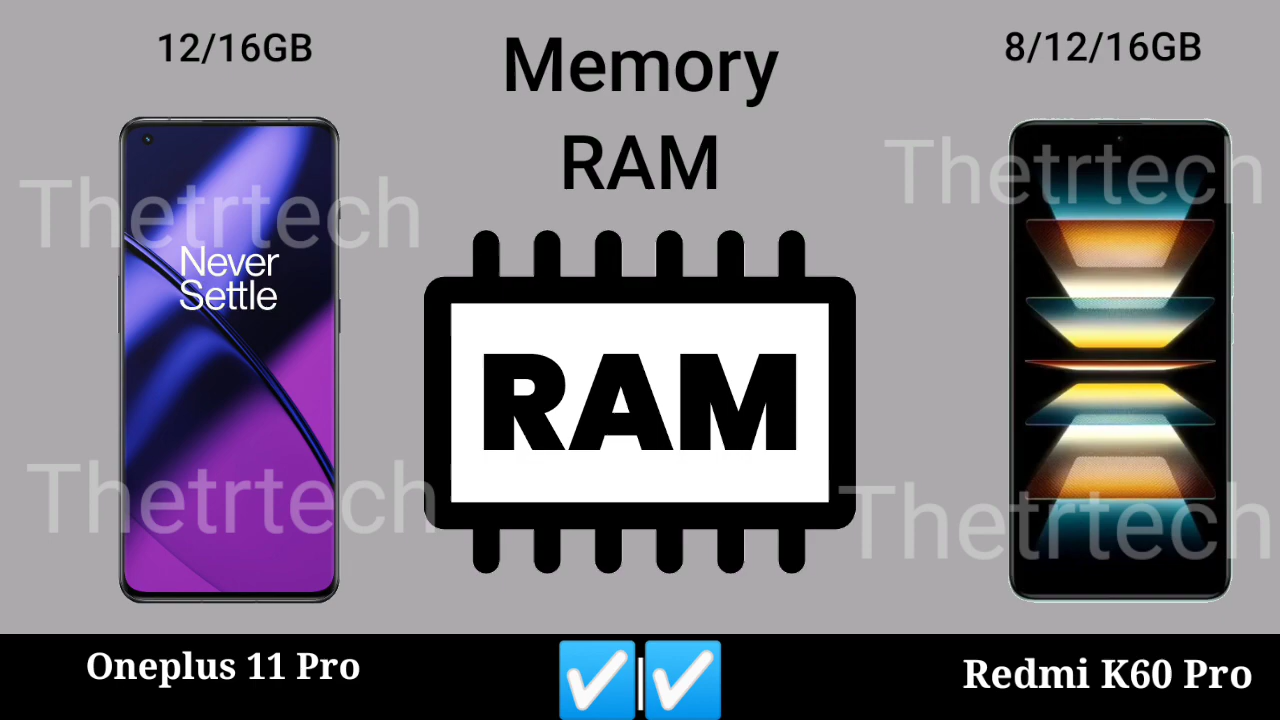 12/16GB
Memory
8/12/16GB
RAM
Thetrtech
Thetrtech
Never
Settle
RAM
Thetrtech
Thetrtech
Oneplus 11 Pro
Redmi K60 Pro